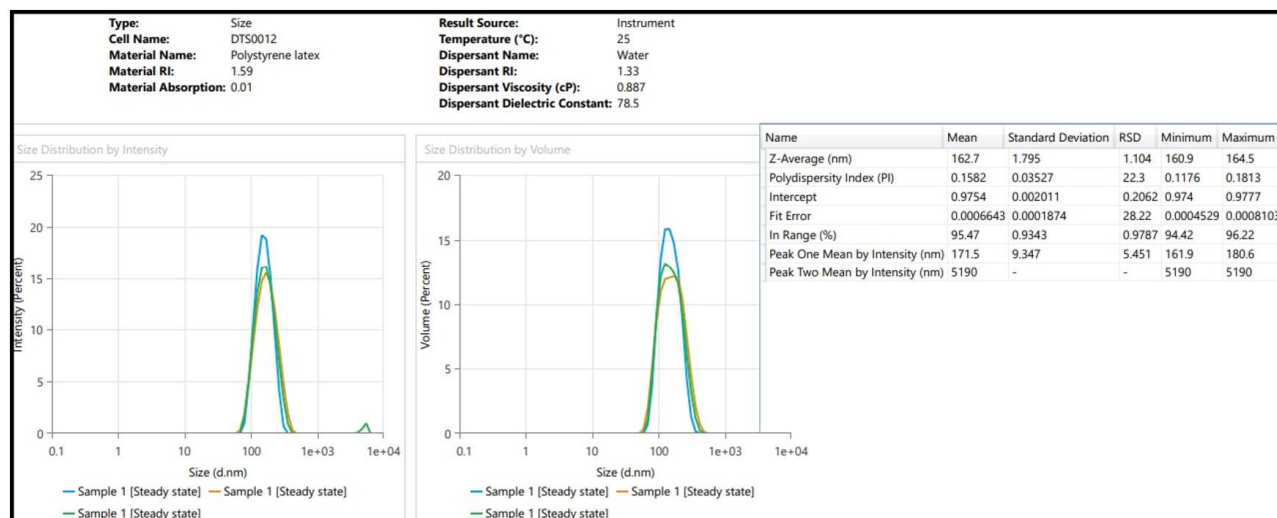 Type: Size
Cell Name: DTS0012
Material Name: Polystyrene latex
Material RI: 1.59
Material Absorption: 0.01
Result Source: Instrument
Temperature (°C): 25
Dispersant Name: Water
Dispersant RI: 1.33
Dispersant Viscosity (cP): 0.887
Dispersant Dielectric Constant: 78.5
Size Distribution by Intensity
Intensity (Percent)
25
20
15
10
5
0
0.1 1 10 100 1e+03 1e+04
Size (d.nm)
Sample 1 [Steady state] Sample 1 [Steady state]
Sample 1 [Steady state]
Size Distribution by Volume
Volume (Percent)
20
15
10
5
0
0.1 1 10 100 1e+03 1e+04
Size (d.nm)
Sample 1 [Steady state] Sample 1 [Steady state]
Sample 1 [Steady state]
Name Mean Standard Deviation RSD Minimum Maximum
Z-Average (nm) 162.7 1.795 1.104 160.9 164.5
Polydispersity Index (PI) 0.1582 0.03527 22.3 0.1176 0.1813
Intercept 0.9754 0.002011 0.2062 0.974 0.9777
Fit Error 0.0006643 0.0001874 28.22 0.0004529 0.0008103
In Range (%) 95.47 0.9343 0.9787 94.42 96.22
Peak One Mean by Intensity (nm) 171.5 9.347 5.451 161.9 180.6
Peak Two Mean by Intensity (nm) 5190 - - 5190 5190